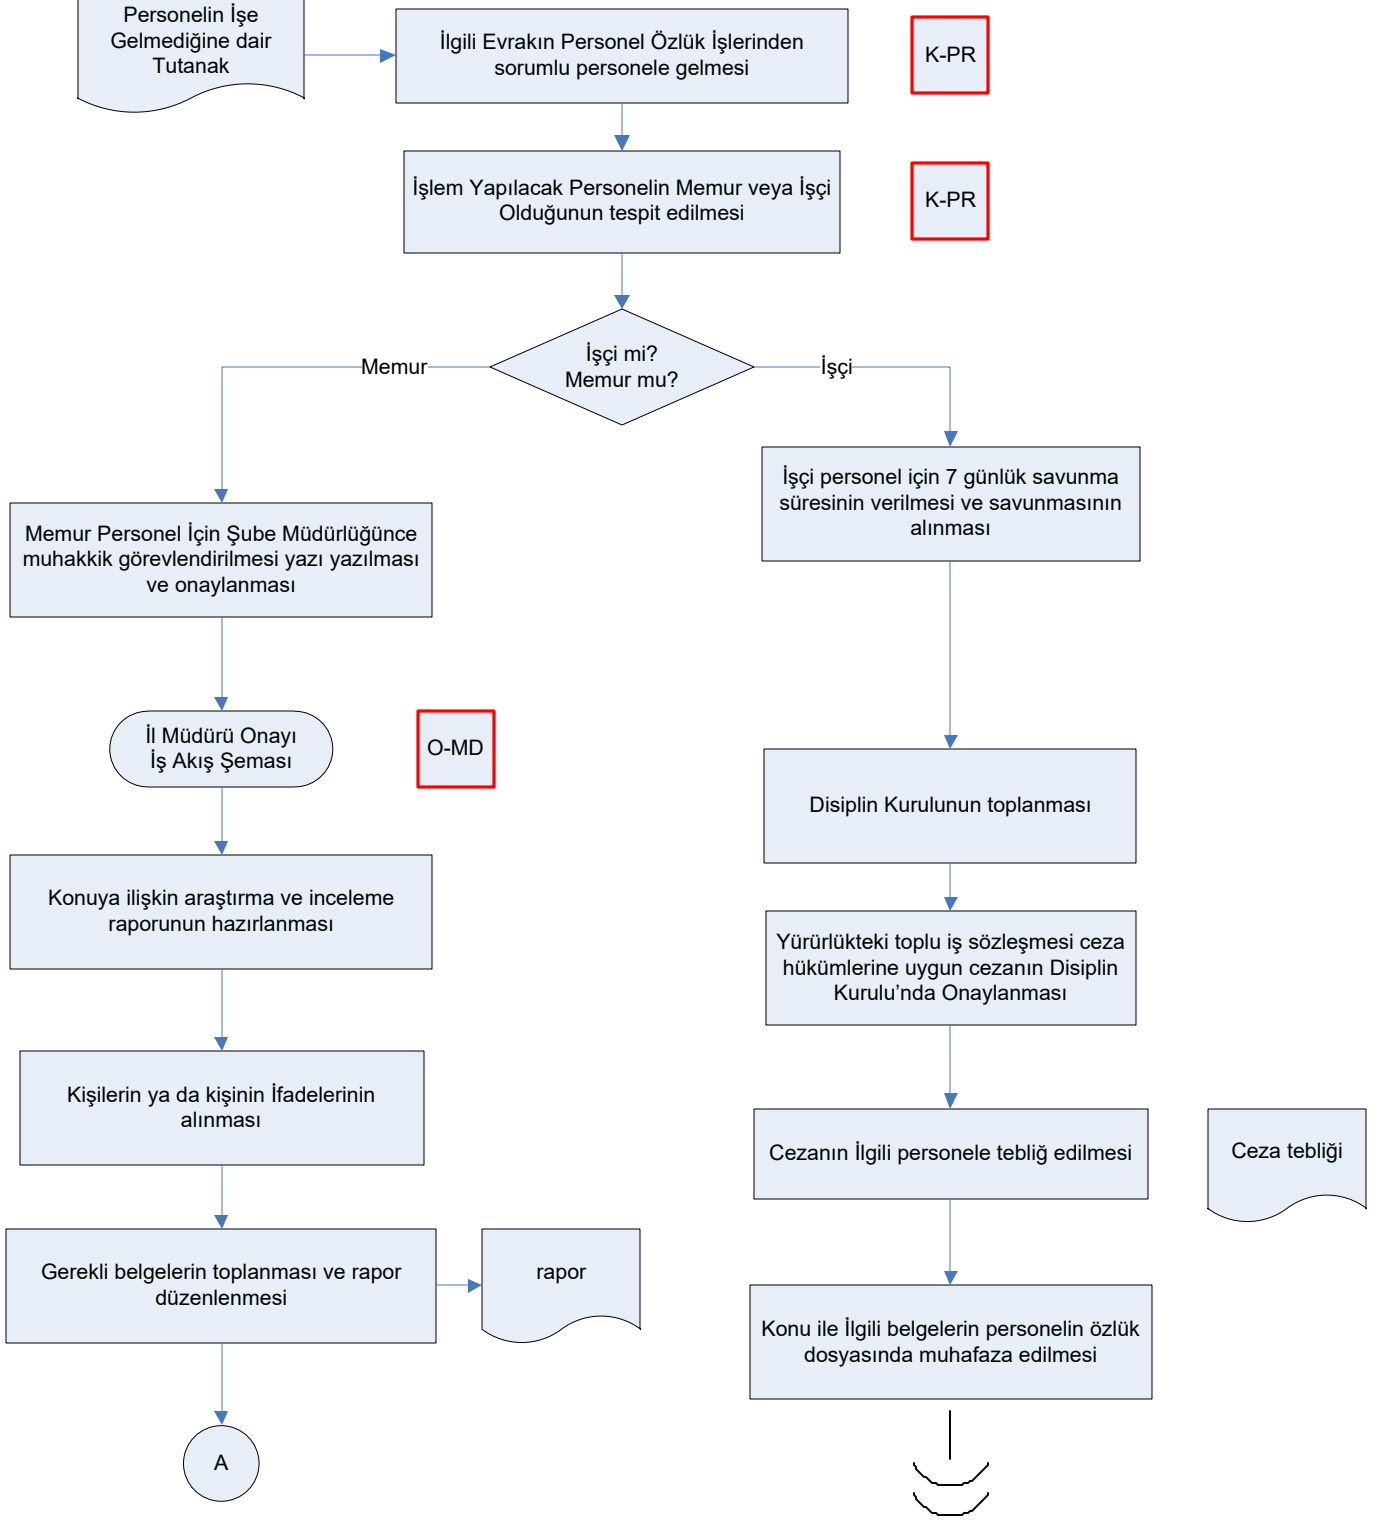 Personelin İşe
Gelmediğine dair
Tutanak
İlgili Evrakın Personel Özlük İşlerinden
sorumlu personele gelmesi
K-PR
İşlem Yapılacak Personelin Memur veya İşçi
Olduğunun tespit edilmesi
K-PR
İşçi mi?
Memur mu?
Memur
İşçi
İşçi personel için 7 günlük savunma
süresinin verilmesi ve savunmasının
alınması
Memur Personel İçin Şube Müdürlüğünce
muhakkik görevlendirilmesi yazı yazılması
ve onaylanması
İl Müdürü Onayı
İş Akış Şeması
O-MD
Disiplin Kurulunun toplanması
Konuya ilişkin araştırma ve inceleme
raporunun hazırlanması
Yürürlükteki toplu iş sözleşmesi ceza
hükümlerine uygun cezanın Disiplin
Kurulu’nda Onaylanması
Kişilerin ya da kişinin İfadelerinin
alınması
Cezanın İlgili personele tebliğ edilmesi
Ceza tebliği
Gerekli belgelerin toplanması ve rapor
düzenlenmesi
rapor
Konu ile İlgili belgelerin personelin özlük
dosyasında muhafaza edilmesi
A